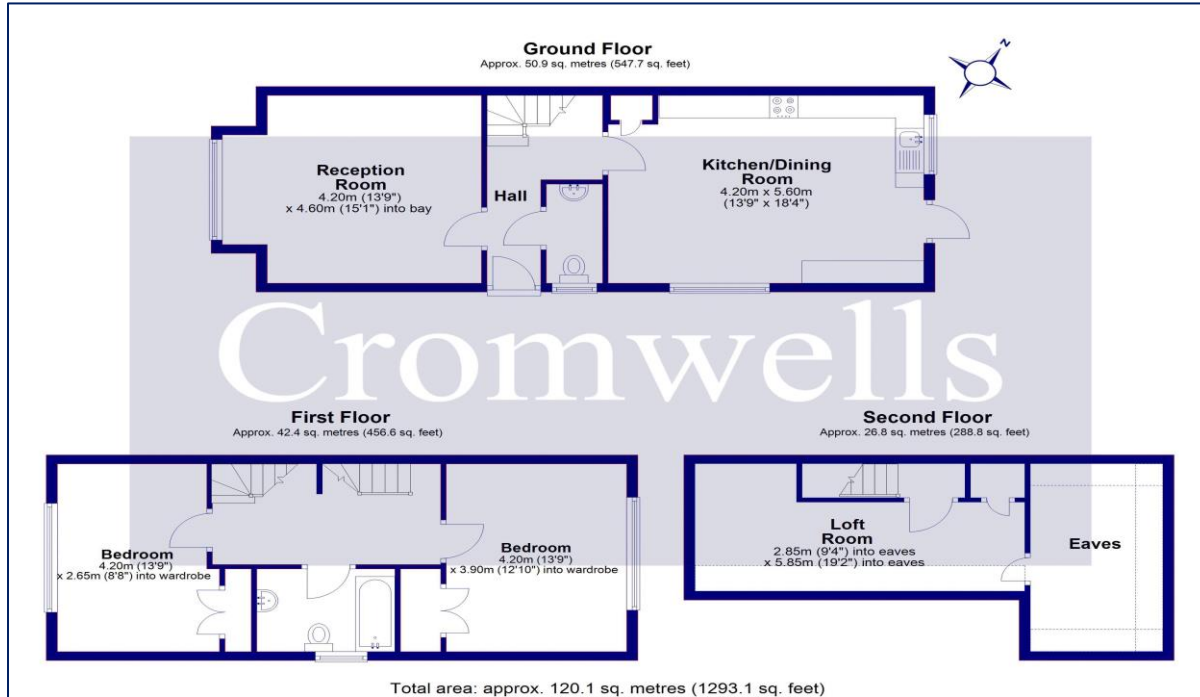 Ground Floor
Approx. 50.9 sq. metres (547.7 sq. feet)
N
Reception
Room
4.20m (13'9")
x 4.60m (15'1") into bay
Hall
Kitchen/Dining
Room
4.20m x 5.60m
(13'9" x 18'4")
Cromwells
First Floor
Approx. 42.4 sq. metres (456.6 sq. feet)
Bedroom
4.20m (13'9")
x 2.65m (8'8") into wardrobe
Bedroom
4.20m (13'9")
x 3.90m (12'10") into wardrobe
Second Floor
Approx. 26.8 sq. metres (288.8 sq. feet)
Loft
Room
2.85m (9'4") into eaves
x 5.85m (19'2") into eaves
Eaves
Total area: approx. 120.1 sq. metres (1293.1 sq. feet)